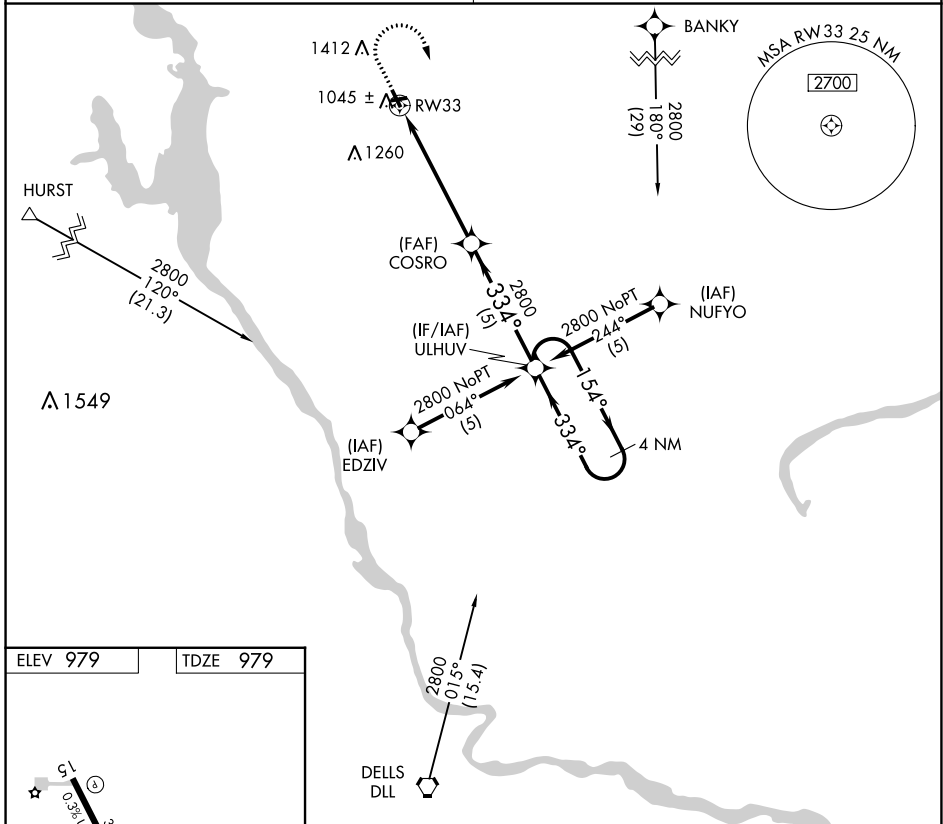 BANKY
2800
180°
(29)
MSA RW33 25 NM
2700
1412
1045 ±
RW33
1260
HURST
2800
120°
(21.3)
(FAF)
COSRO
2800
334°
(5)
(IAF)
NUFYO
2800 NoPT
244°
(5)
(IF/IAF)
ULHUV
2800 NoPT
064°
(5)
154°
334°
4 NM
1549
(IAF)
EDZIV
ELEV 979
TDZE 979
2800
015°
(15.4)
DELLS
DLL
15
P